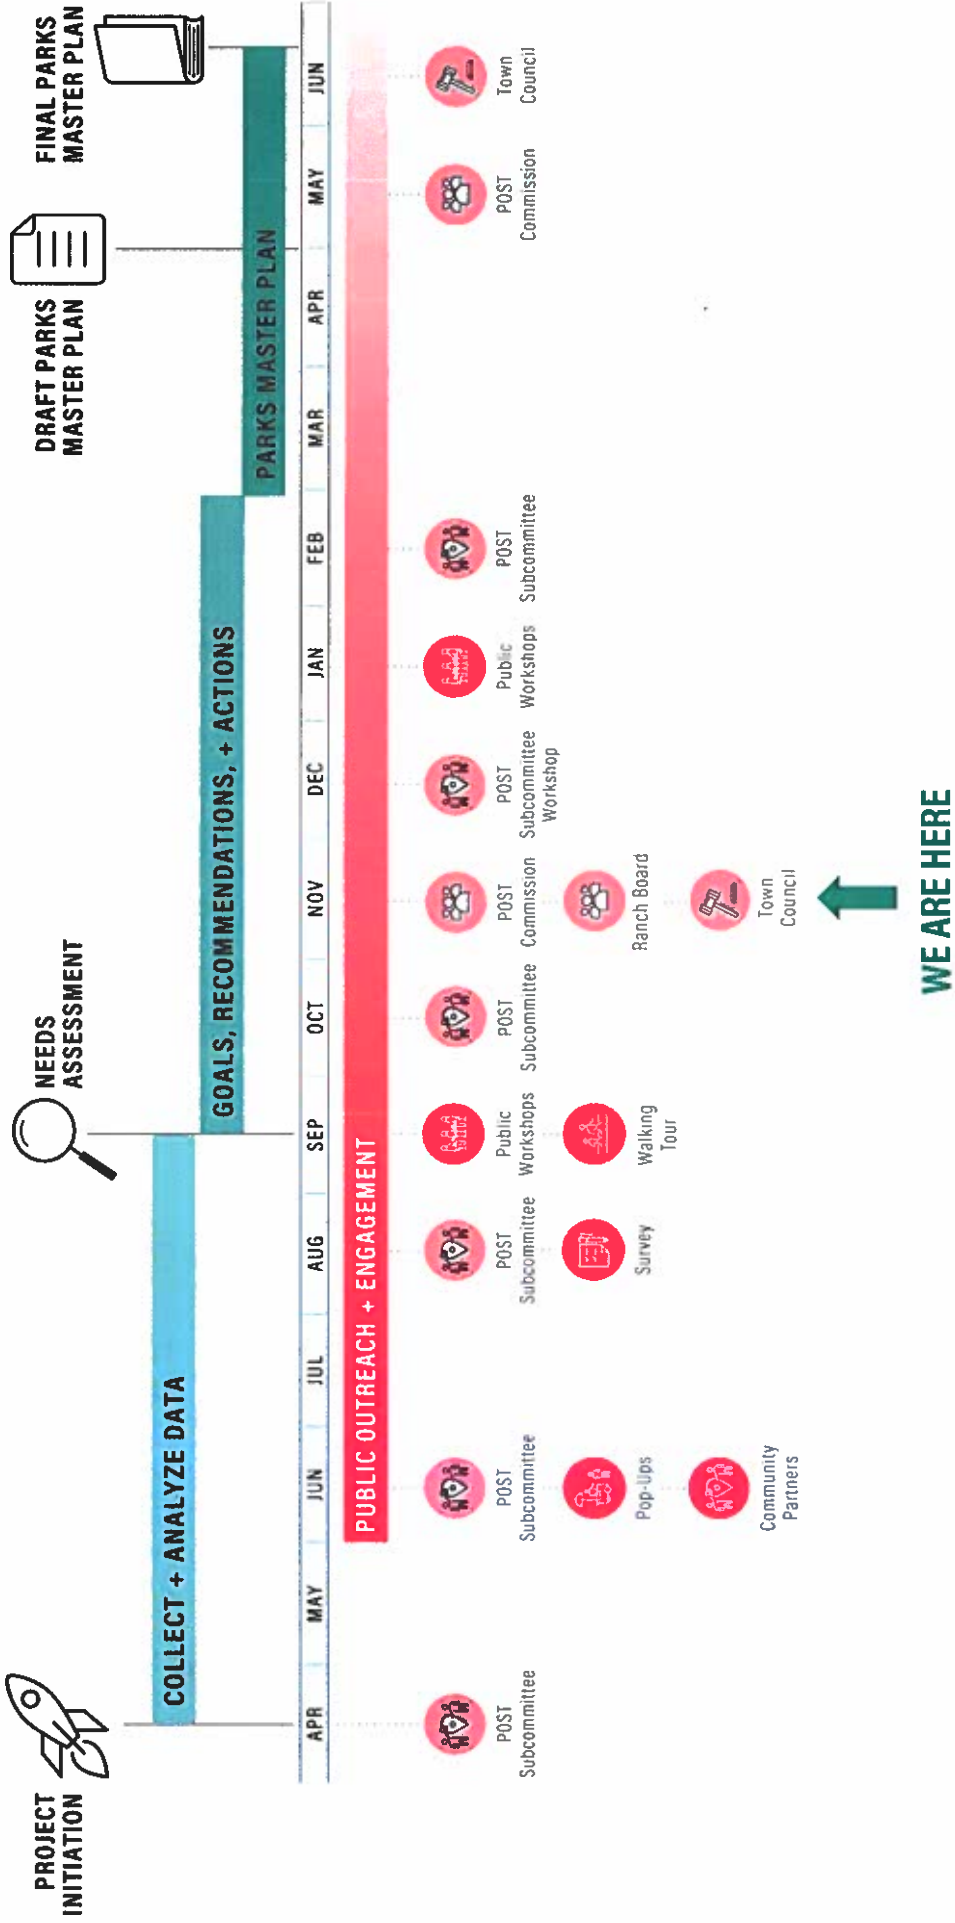 PROJECT
INITIATION
NEEDS
ASSESSMENT
DRAFT PARKS
MASTER PLAN
FINAL PARKS
MASTER PLAN
COLLECT + ANALYZE DATA
GOALS, RECOMMENDATIONS, + ACTIONS
PARKS MASTER PLAN
APR MAY JUN JUL AUG SEP OCT NOV DEC JAN FEB MAR APR MAY JUN
PUBLIC OUTREACH + ENGAGEMENT
POST
Subcommittee
POST
Subcommittee
Pop-Ups
Community
Partners
POST
Subcommittee
Survey
Public
Workshops
Walking
Tour
POST
Subcommittee
POST
Commission
Ranch Board
Town
Council
POST
Subcommittee
Workshop
Public
Workshops
POST
Subcommittee
POST
Commission
Town
Council
WE ARE HERE